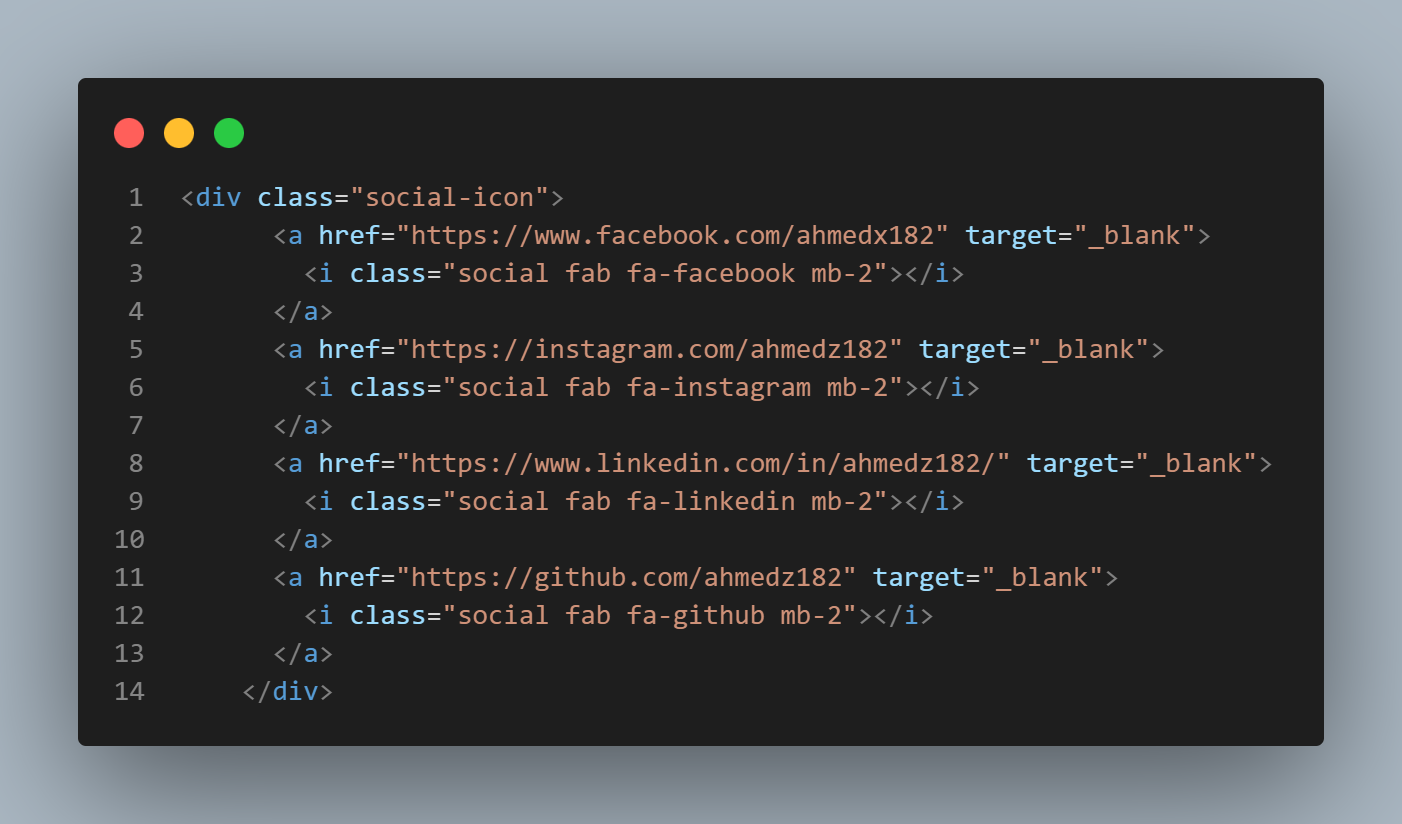 1 <div class="social-icon">
2 <a href="https://www.facebook.com/ahmedx182" target="_blank">
3 <i class="social fab fa-facebook mb-2"></i>
4 </a>
5 <a href="https://instagram.com/ahmedz182" target="_blank">
6 <i class="social fab fa-instagram mb-2"></i>
7 </a>
8 <a href="https://www.linkedin.com/in/ahmedz182/" target="_blank">
9 <i class="social fab fa-linkedin mb-2"></i>
10 </a>
11 <a href="https://github.com/ahmedz182" target="_blank">
12 <i class="social fab fa-github mb-2"></i>
13 </a>
14 </div>